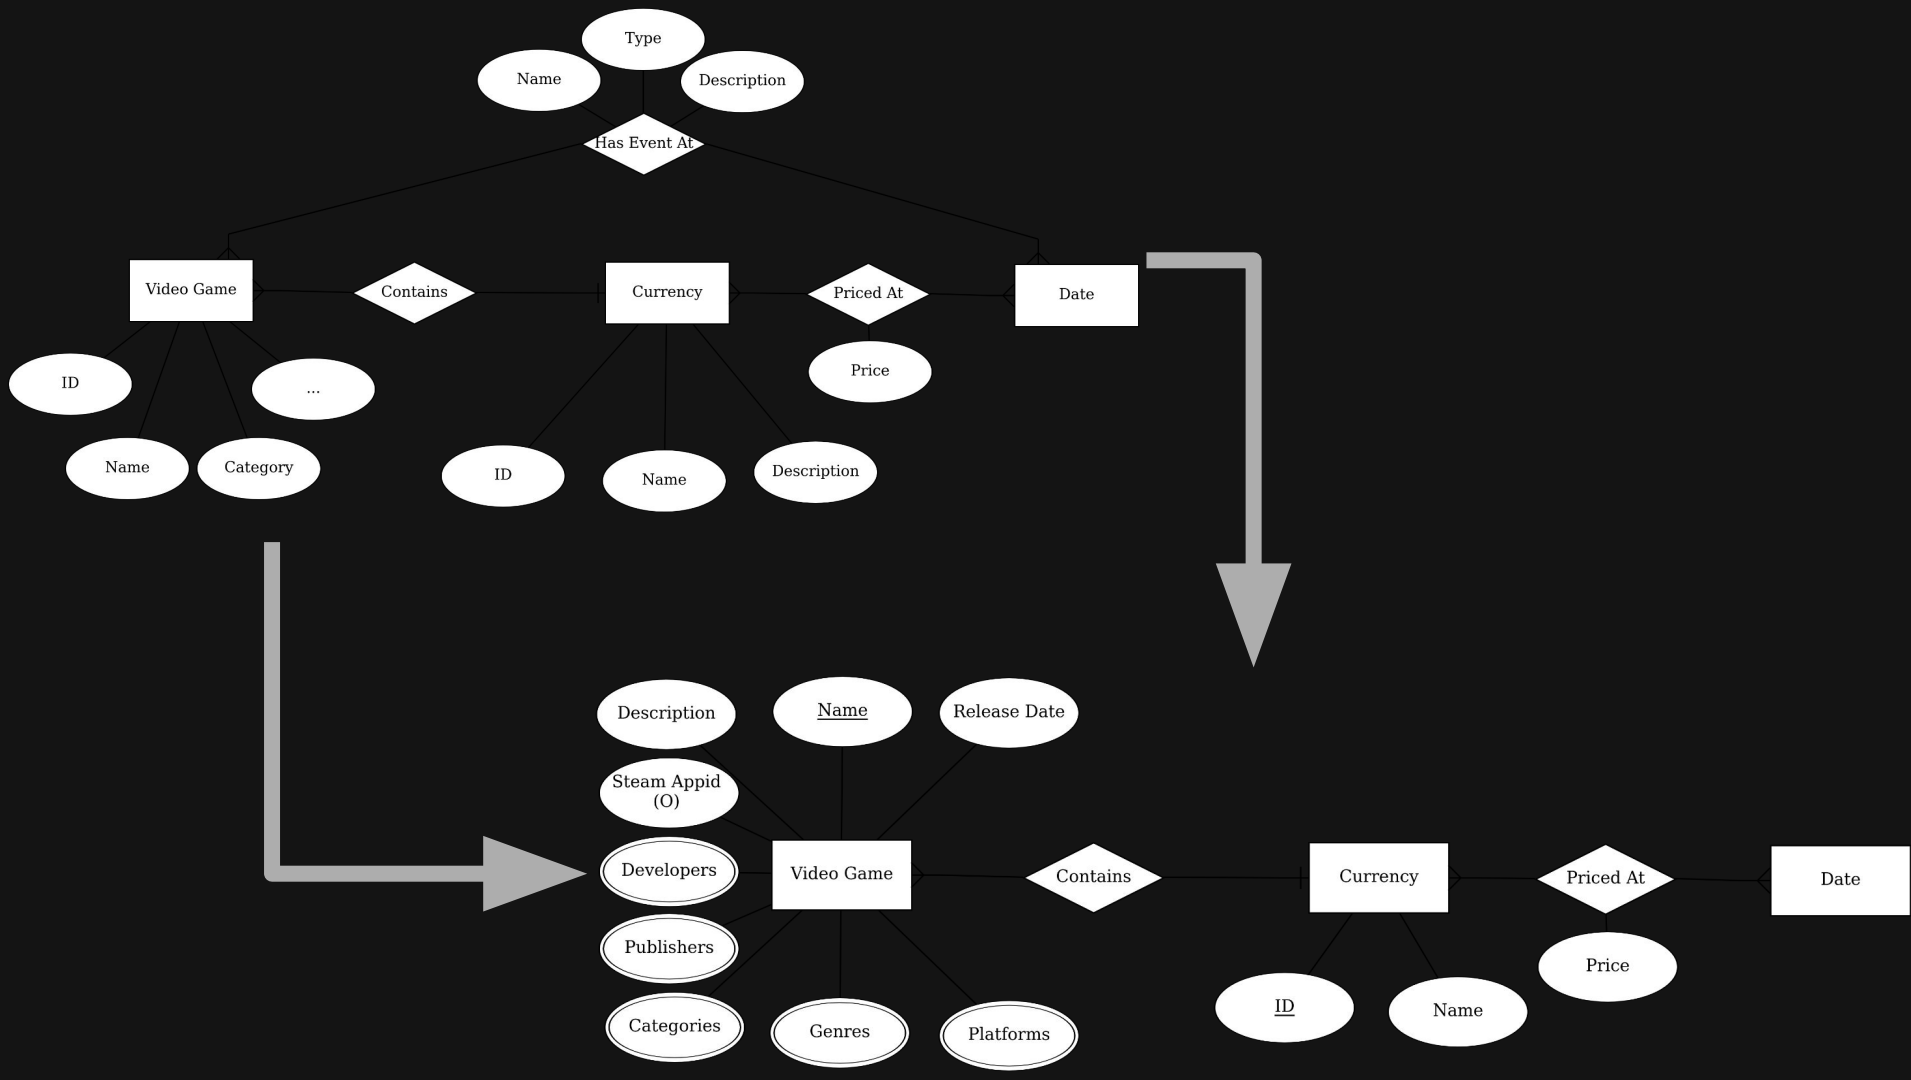 Type
Name
Description
Has Event At
Video Game
Contains
Currency
Priced At
Date
ID
...
Price
Name
Category
ID
Name
Description
Description
Name
Release Date
Steam Appid
(O)
Developers
Video Game
Contains
Currency
Priced At
Date
Publishers
Price
Categories
Genres
Platforms
ID
Name